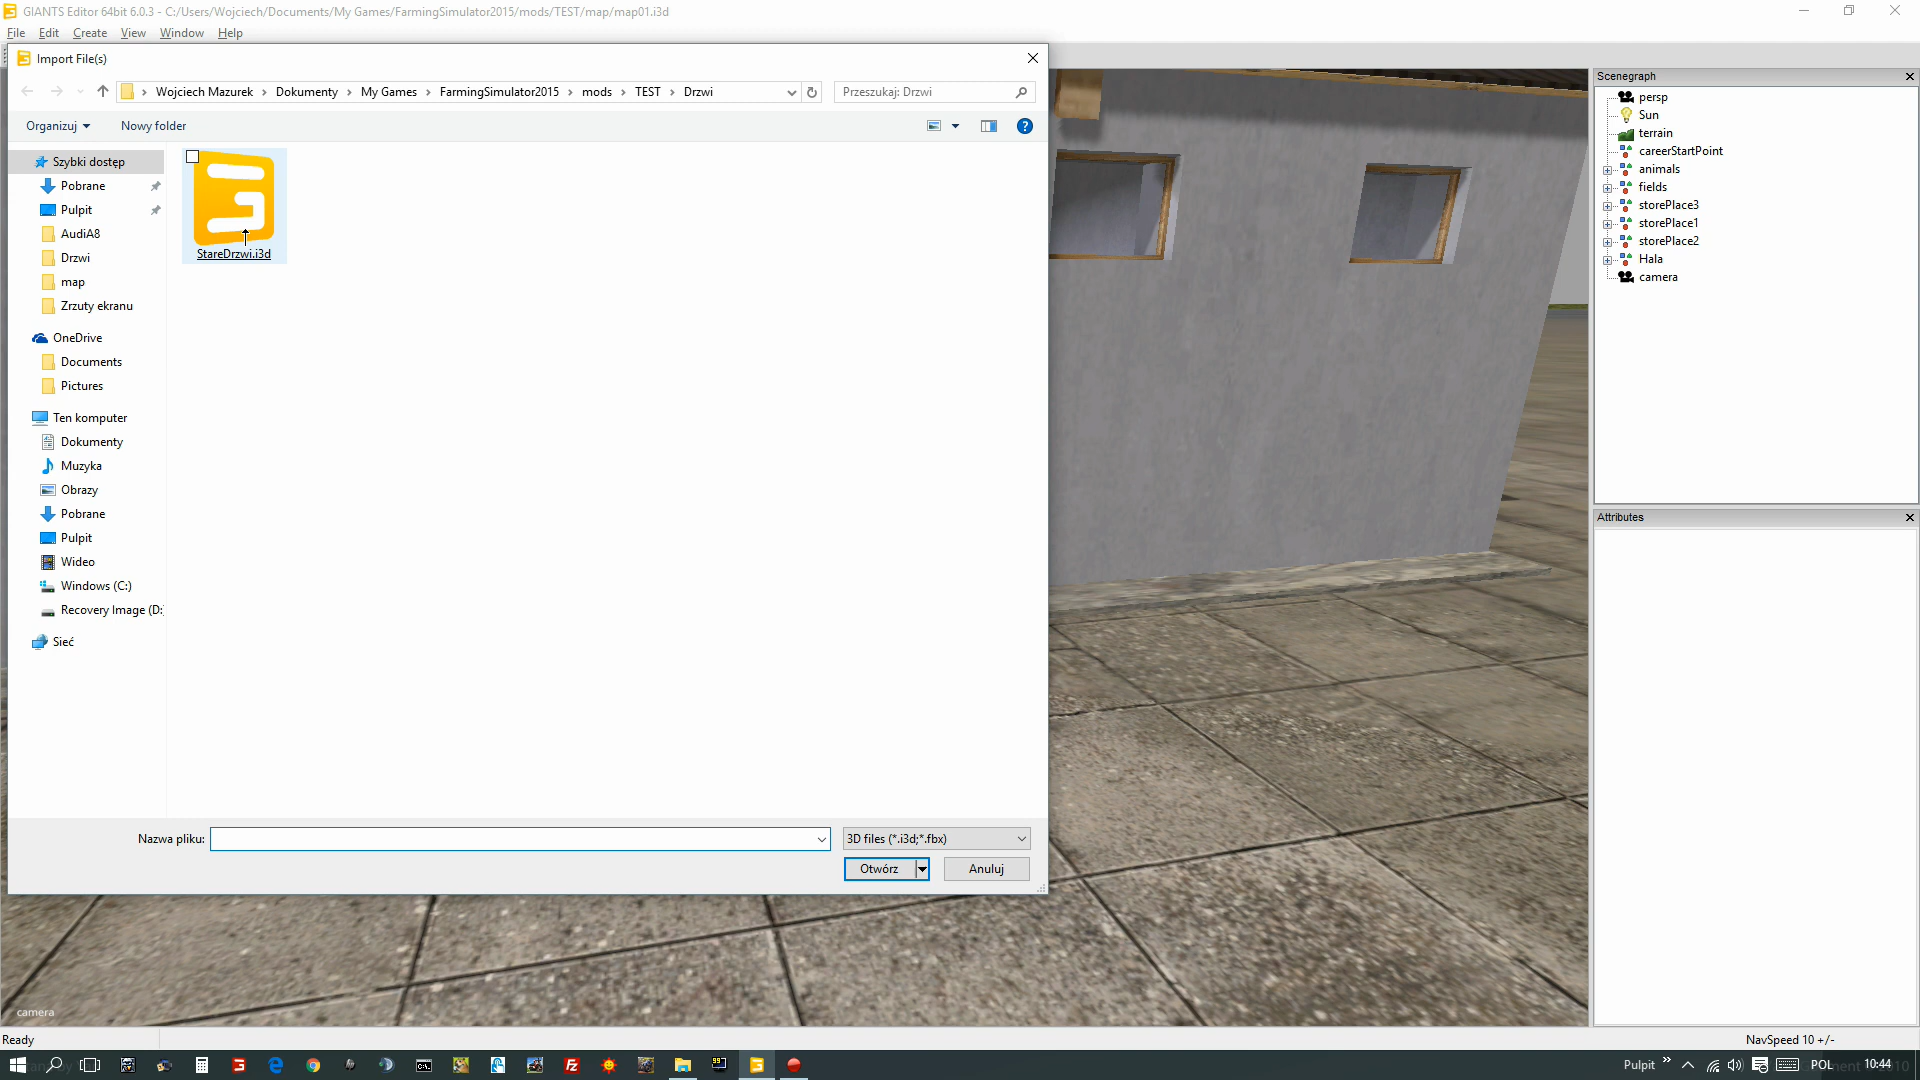 GIANTS Editor 64bit 6.0.3 - C:/Users/Wojciech/Documents/My Games/FarmingSimulator2015/mods/TEST/map/map01.i3d
File Edit Create View Window Help
Import File(s)
Wojciech Mazurek Dokumenty My Games FarmingSimulator2015 mods TEST Drzwi
Przeszukaj: Drzwi
Organizuj Nowy folder
Szybki dostęp
Pobrane
Pulpit
AudiA8
Drzwi
map
Zrzuty ekranu
OneDrive
Documents
Pictures
Ten komputer
Dokumenty
Muzyka
Obrazy
Pobrane
Pulpit
Wideo
Windows (C:)
Recovery Image (D:
Sieć
StareDrzwi.i3d
Nazwa pliku:
3D files (*.i3d;*.fbx)
Otwórz
Anuluj
Scenegraph
persp
Sun
terrain
careerStartPoint
animals
fields
storePlace3
storePlace1
storePlace2
Hala
camera
Attributes
camera
Ready
NavSpeed 10 +/-
Pulpit
POL
10:44